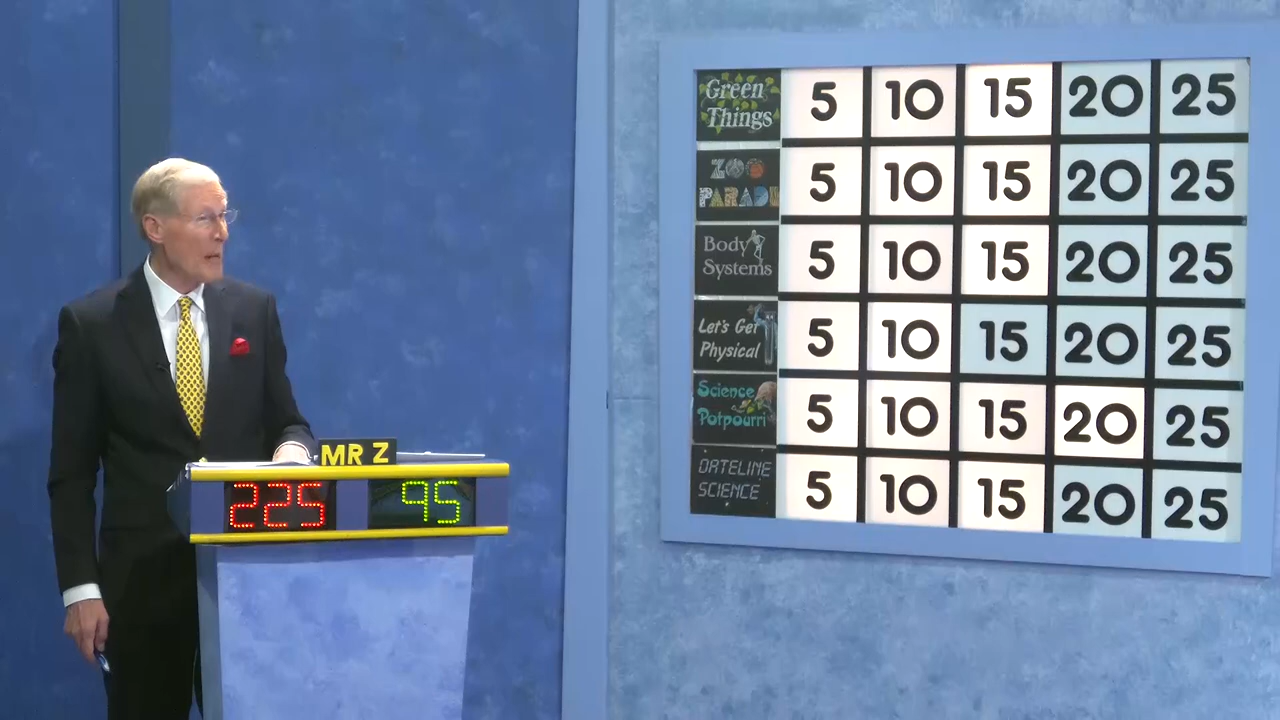 Green Things 5 10 15 20 25
ZOO PARADE 5 10 15 20 25
Body Systems 5 10 15 20 25
Let's Get Physical 5 10 15 20 25
Science Potpourri 5 10 15 20 25
DATELINE SCIENCE 5 10 15 20 25
MR Z
225 95